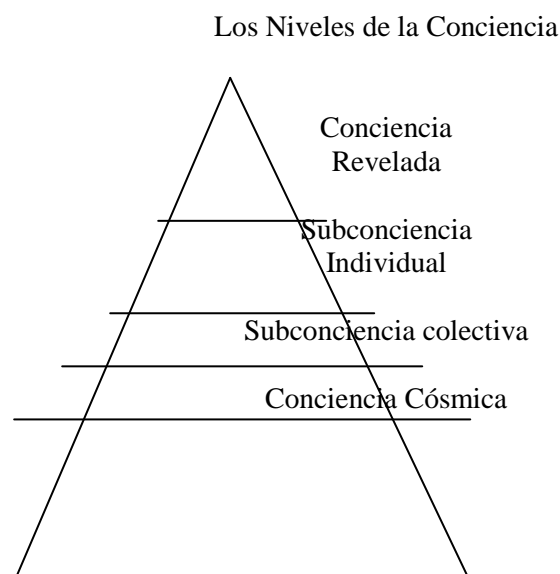 Los Niveles de la Conciencia
Conciencia
Revelada
Subconciencia
Individual
Subconciencia colectiva
Conciencia Cósmica